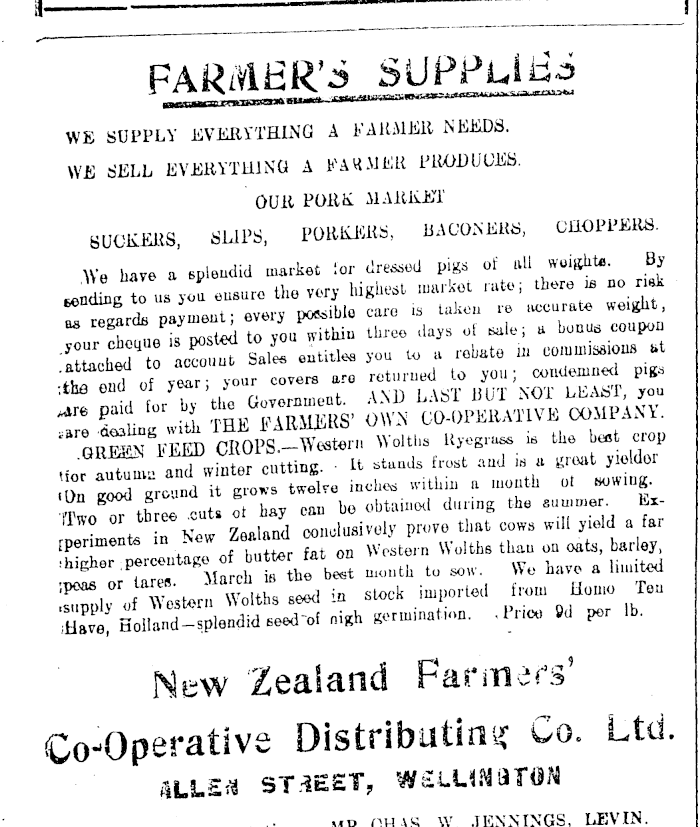 FARMER'S SUPPLIES
WE SUPPLY EVERYTHING A FARMER NEEDS.
WE SELL EVERYTHING A FARMER PRODUCES.
OUR PORK MARKET
SUCKERS, SLIPS, PORKERS, BACONERS, CHOPPERS.
We have a splendid market for dressed pigs of all weights. By
sending to us you ensure the very highest market rate; there is no risk
as regards payment; every possible care is taken re accurate weight,
your cheque is posted to you within three days of sale; a bonus coupon
attached to account Sales entitles you to a rebate in commissions at
the end of year; your covers are returned to you; condemned pigs
are paid for by the Government. AND LAST BUT NOT LEAST, you
are dealing with THE FARMERS' OWN CO-OPERATIVE COMPANY.
GREEN FEED CROPS.—Western Wolths Ryegrass is the best crop
for autumn and winter cutting. It stands frost and is a great yielder
On good ground it grows twelve inches within a month of sowing.
Two or three cuts of hay can be obtained during the summer. Ex-
periments in New Zealand conclusively prove that cows will yield a far
higher percentage of butter fat on Western Wolths than on oats, barley,
peas or tares. March is the best month to sow. We have a limited
supply of Western Wolths seed in stock imported from Homo Ten
Have, Holland—splendid seed of nigh germination. Price 9d per lb.
New Zealand Farmers'
Co-Operative Distributing Co. Ltd.
ALLEN STREET, WELLINGTON
MR CHAS. W. JENNINGS, LEVIN.